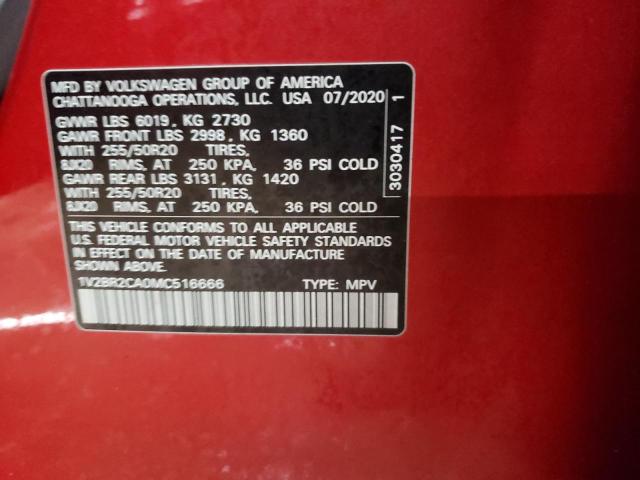 MFD BY VOLKSWAGEN GROUP OF AMERICA
CHATTANOOGA OPERATIONS, LLC. USA 07/2020
GVWR LBS 6019, KG 2730
GAWR FRONT LBS 2998, KG 1360
WITH 255/50R20 TIRES,
8JX20 RIMS, AT 250 KPA, 36 PSI COLD
GAWR REAR LBS 3131, KG 1420
WITH 255/50R20 TIRES,
8JX20 RIMS, AT 250 KPA, 36 PSI COLD
THIS VEHICLE CONFORMS TO ALL APPLICABLE
U.S. FEDERAL MOTOR VEHICLE SAFETY STANDARDS
IN EFFECT ON THE DATE OF MANUFACTURE
SHOWN ABOVE.
1V2BR2CA0MC516666 TYPE: MPV
3030417 1